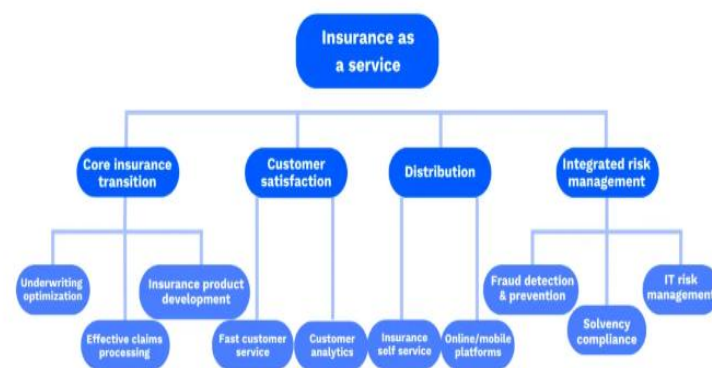 Insurance as
a service
Core insurance
transition
Customer
satisfaction
Distribution
Integrated risk
management
Underwriting
optimization
Effective claims
processing
Insurance product
development
Fast customer
service
Customer
analytics
Insurance
self service
Online/mobile
platforms
Fraud detection
& prevention
Solvency
compliance
IT risk
management